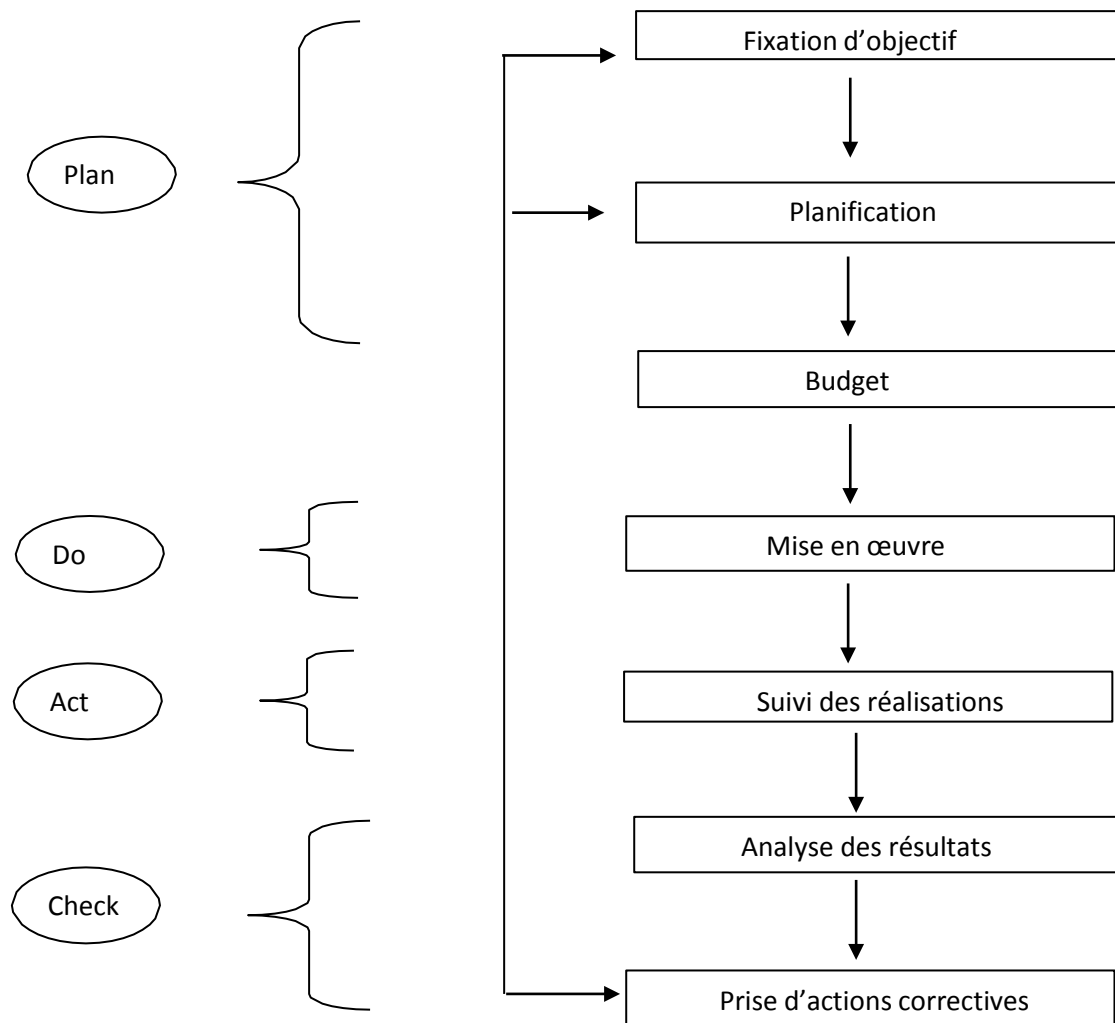 Fixation d’objectif
Plan
Planification
Budget
Do
Mise en œuvre
Act
Suivi des réalisations
Analyse des résultats
Check
Prise d’actions correctives